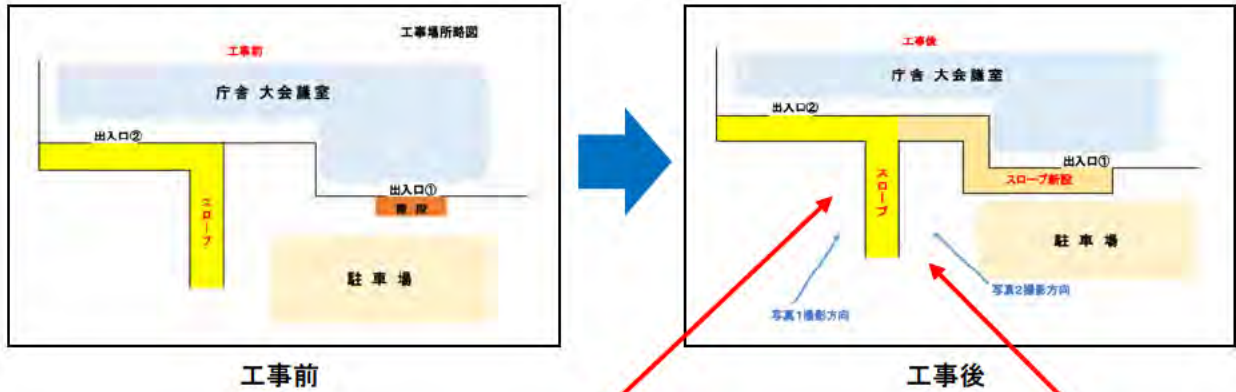 工事場所略図
工事前
庁舎 大会議室
出入口②
出入口①
階段
スロープ
駐車場
工事前
工事後
庁舎 大会議室
出入口②
出入口①
スロープ新設
スロープ
駐車場
写真2撮影方向
写真1撮影方向
工事後